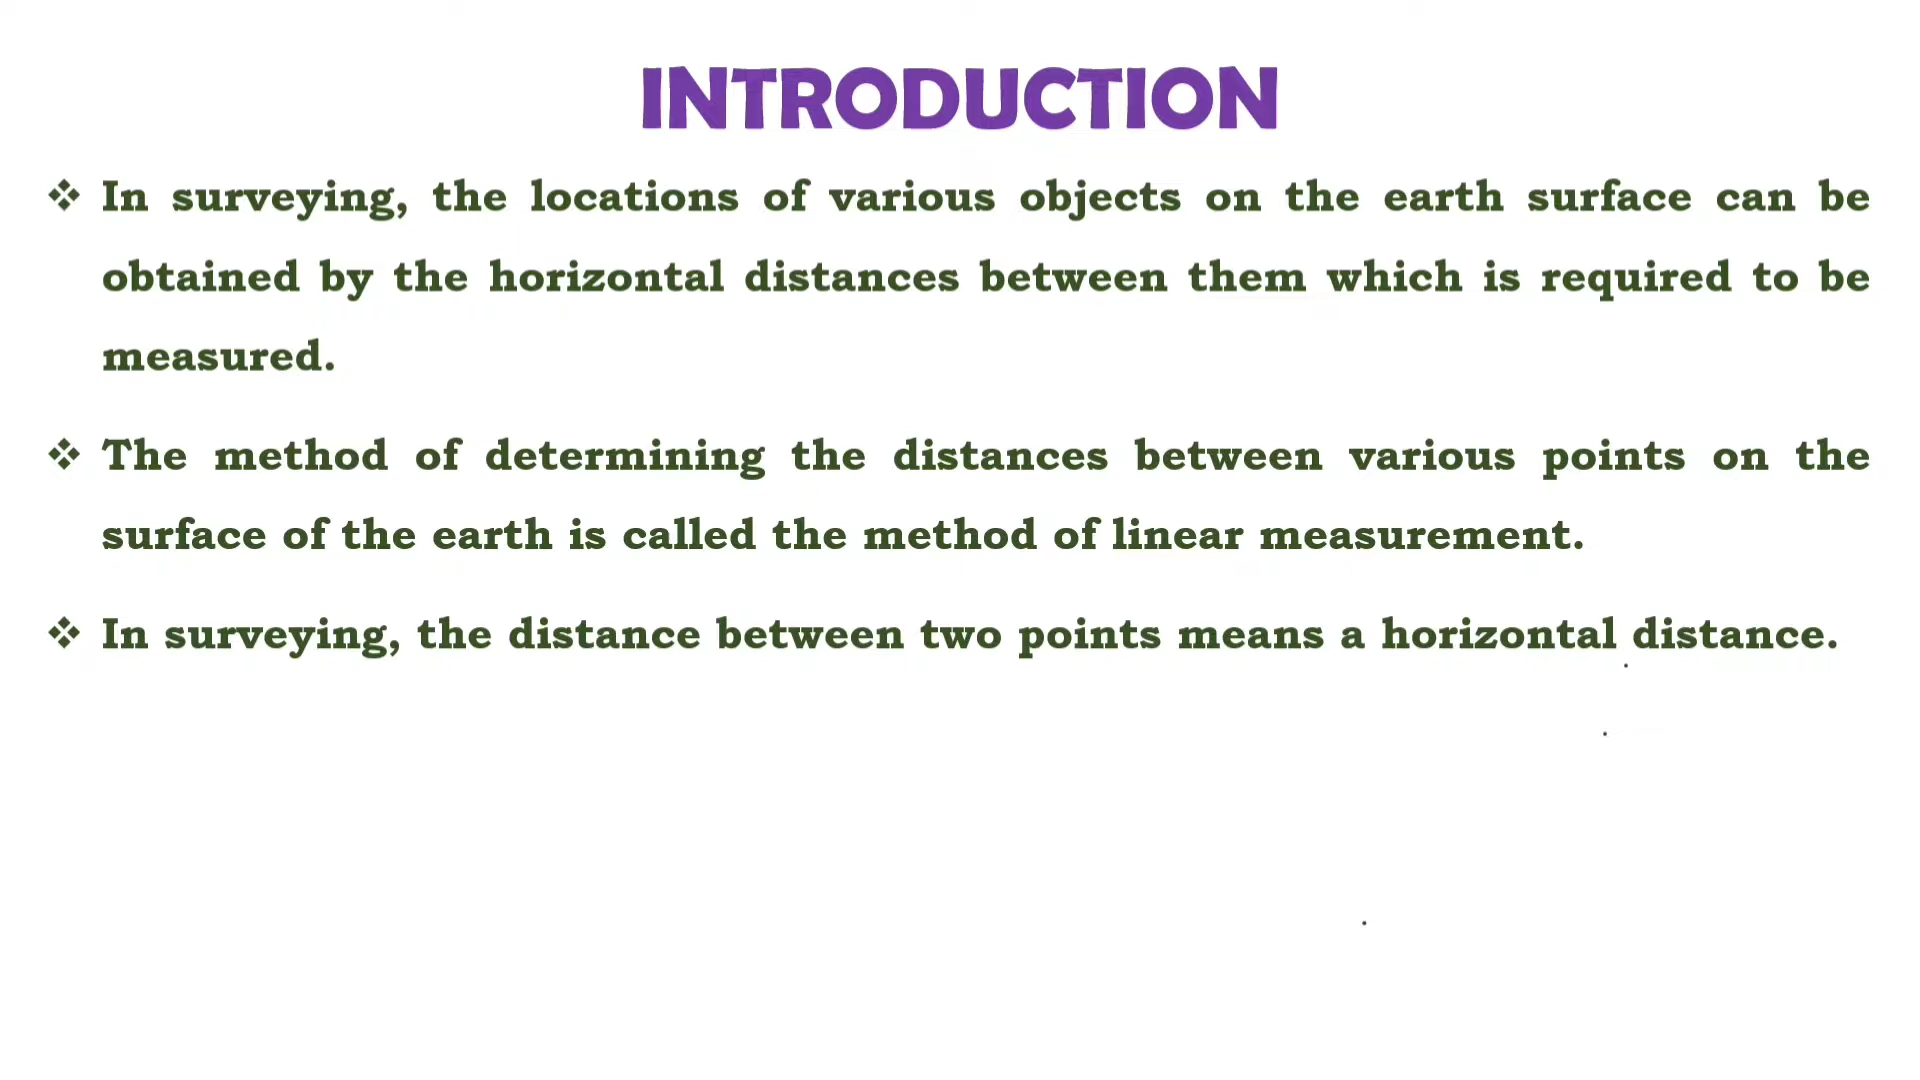 INTRODUCTION
❖ In surveying, the locations of various objects on the earth surface can be
obtained by the horizontal distances between them which is required to be
measured.
❖ The method of determining the distances between various points on the
surface of the earth is called the method of linear measurement.
❖ In surveying, the distance between two points means a horizontal distance.